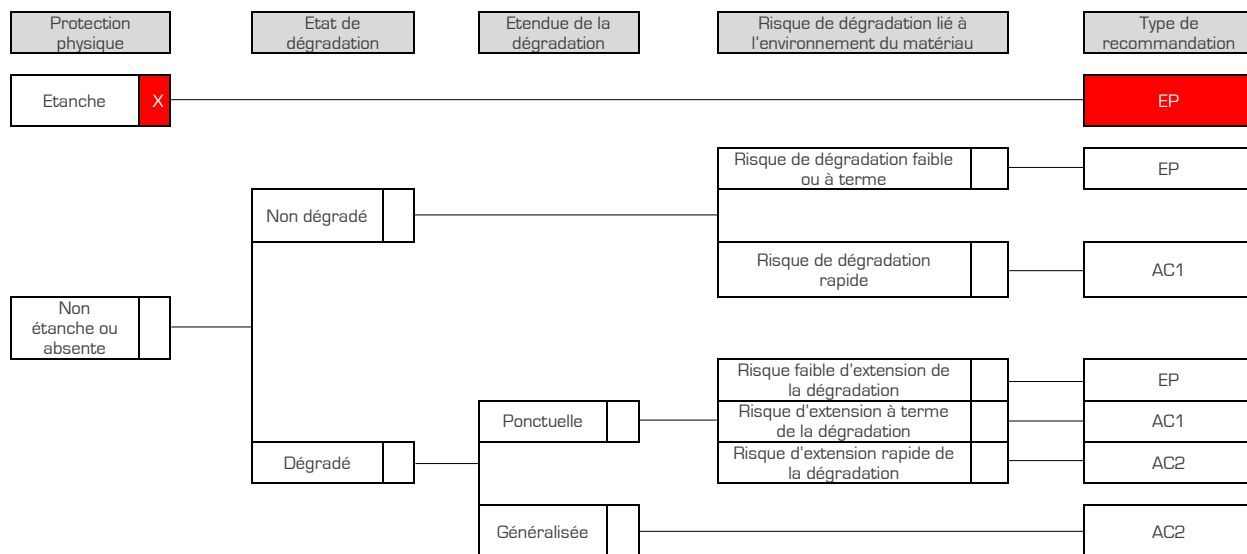 Protection
physique
Etat de
dégradation
Etendue de la
dégradation
Risque de dégradation lié à
l'environnement du matériau
Type de
recommandation
Etanche
X
EP
Risque de dégradation faible
ou à terme
EP
Non dégradé
Risque de dégradation
rapide
AC1
Non
étanche ou
absente
Risque faible d'extension de
la dégradation
EP
Ponctuelle
Risque d'extension à terme
de la dégradation
AC1
Dégradé
Risque d'extension rapide de
la dégradation
AC2
Généralisée
AC2